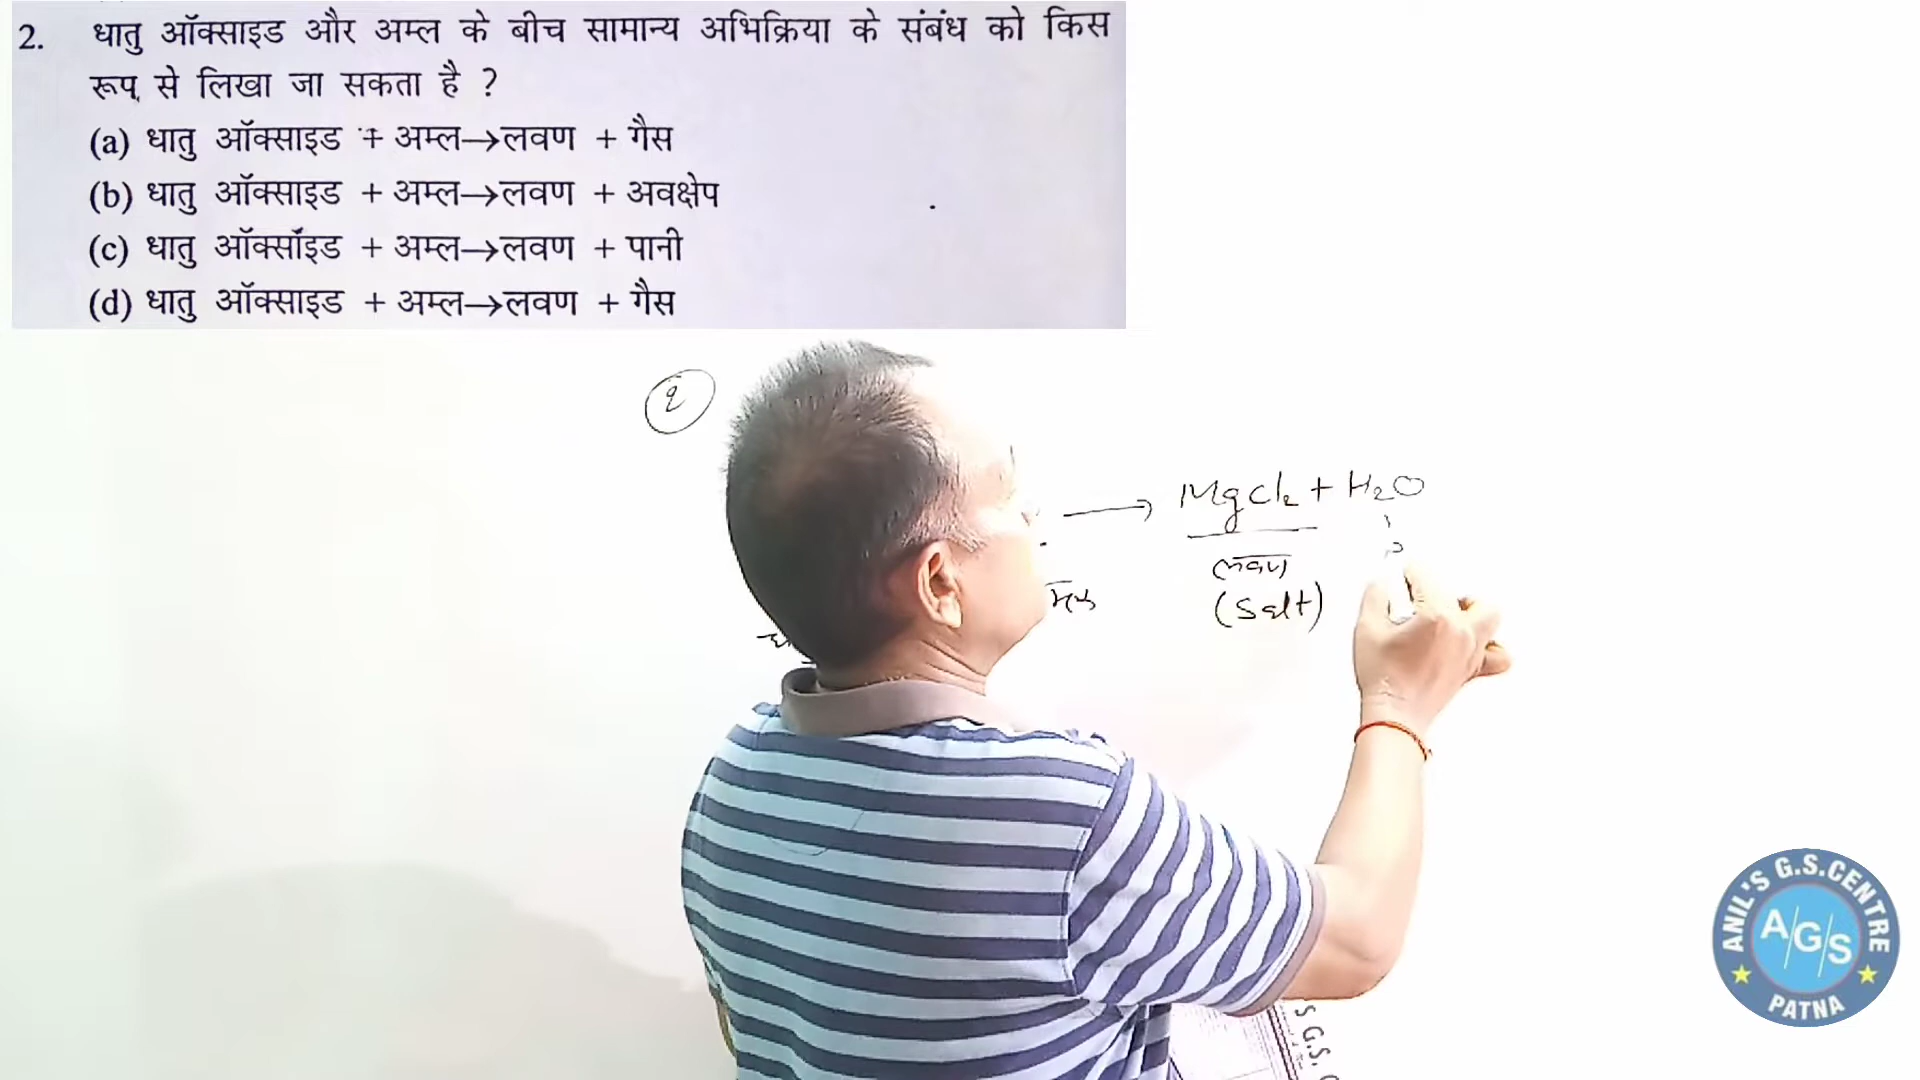 2. धातु ऑक्साइड और अम्ल के बीच सामान्य अभिक्रिया के संबंध को किस
रूप से लिखा जा सकता है ?
(a) धातु ऑक्साइड + अम्ल→लवण + गैस
(b) धातु ऑक्साइड + अम्ल→लवण + अवक्षेप
(c) धातु ऑक्साइड + अम्ल→लवण + पानी
(d) धातु ऑक्साइड + अम्ल→लवण + गैस
2
→ MgCl₂ + H₂O
लवण
(Salt)
ANIL'S G.S.CENTRE
A/G/S
PATNA
S G.S.